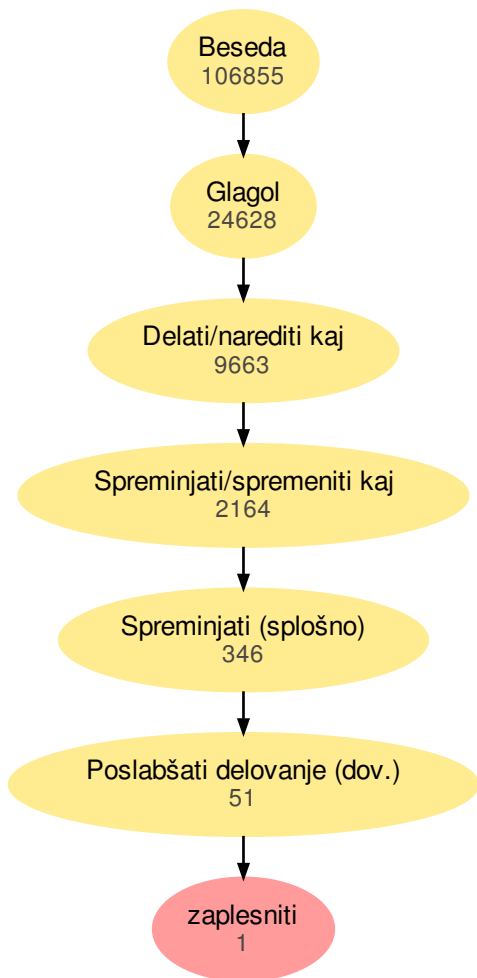 Beseda
106855
Glagol
24628
Delati/narediti kaj
9663
Spreminjati/spremeniti kaj
2164
Spreminjati (splošno)
346
Poslabšati delovanje (dov.)
51
zaplesniti
1